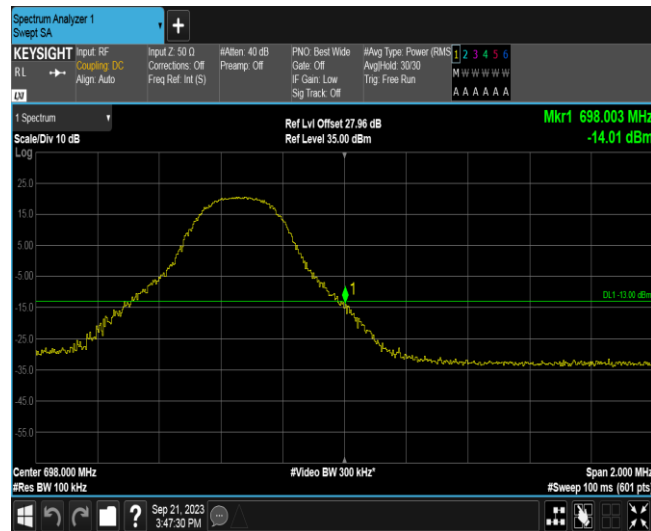 Spectrum Analyzer 1
Swept SA
+
KEYSIGHT
RL
LXI
Input: RF
Coupling: DC
Align: Auto
Input Z: 50 Ω
Corrections: Off
Freq Ref: Int (S)
#Atten: 40 dB
Preamp: Off
PNO: Best Wide
Gate: Off
IF Gain: Low
Sig Track: Off
#Avg Type: Power (RMS
Avg|Hold: 30/30
Trig: Free Run
1 2 3 4 5 6
M W W W W W
A A A A A A
1 Spectrum
Scale/Div 10 dB
Log
Ref Lvl Offset 27.96 dB
Ref Level 35.00 dBm
Mkr1 698.003 MHz
-14.01 dBm
25.0
15.0
5.00
-5.00
-15.0
-25.0
-35.0
-45.0
-55.0
1
DL1 -13.00 dBm
Center 698.000 MHz
#Res BW 100 kHz
#Video BW 300 kHz*
Span 2.000 MHz
#Sweep 100 ms (601 pts)
?
Sep 21, 2023
3:47:30 PM